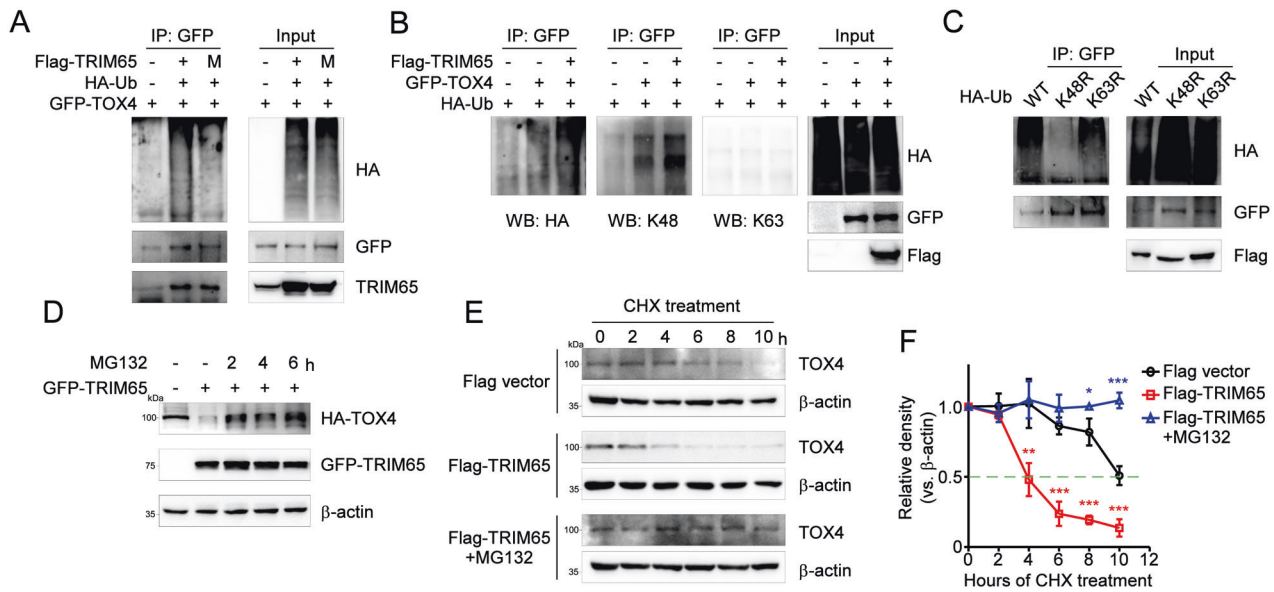 A
IP: GFP Input
Flag-TRIM65 - + M - + M
HA-Ub - + + - + +
GFP-TOX4 + + + + + +
HA
GFP
TRIM65
B
IP: GFP IP: GFP IP: GFP Input
Flag-TRIM65 - - + - - + - - + - - +
GFP-TOX4 - + + - + + - + + - + +
HA-Ub + + + + + + + + + + + +
HA
WB: HA WB: K48 WB: K63
GFP
Flag
C
IP: GFP Input
HA-Ub WT K48R K63R WT K48R K63R
HA
GFP
Flag
D
MG132 - - 2 4 6 h
GFP-TRIM65 - + + + +
kDa
100 HA-TOX4
75 GFP-TRIM65
35 β-actin
E
CHX treatment
0 2 4 6 8 10 h
kDa
Flag vector
100 TOX4
35 β-actin
Flag-TRIM65
100 TOX4
35 β-actin
Flag-TRIM65
+MG132
100 TOX4
35 β-actin
F
Flag vector
Flag-TRIM65
Flag-TRIM65
+MG132
Relative density
(vs. β-actin)
1.0
0.5
0
* ***
** *** *** ***
0 2 4 6 8 10 12
Hours of CHX treatment